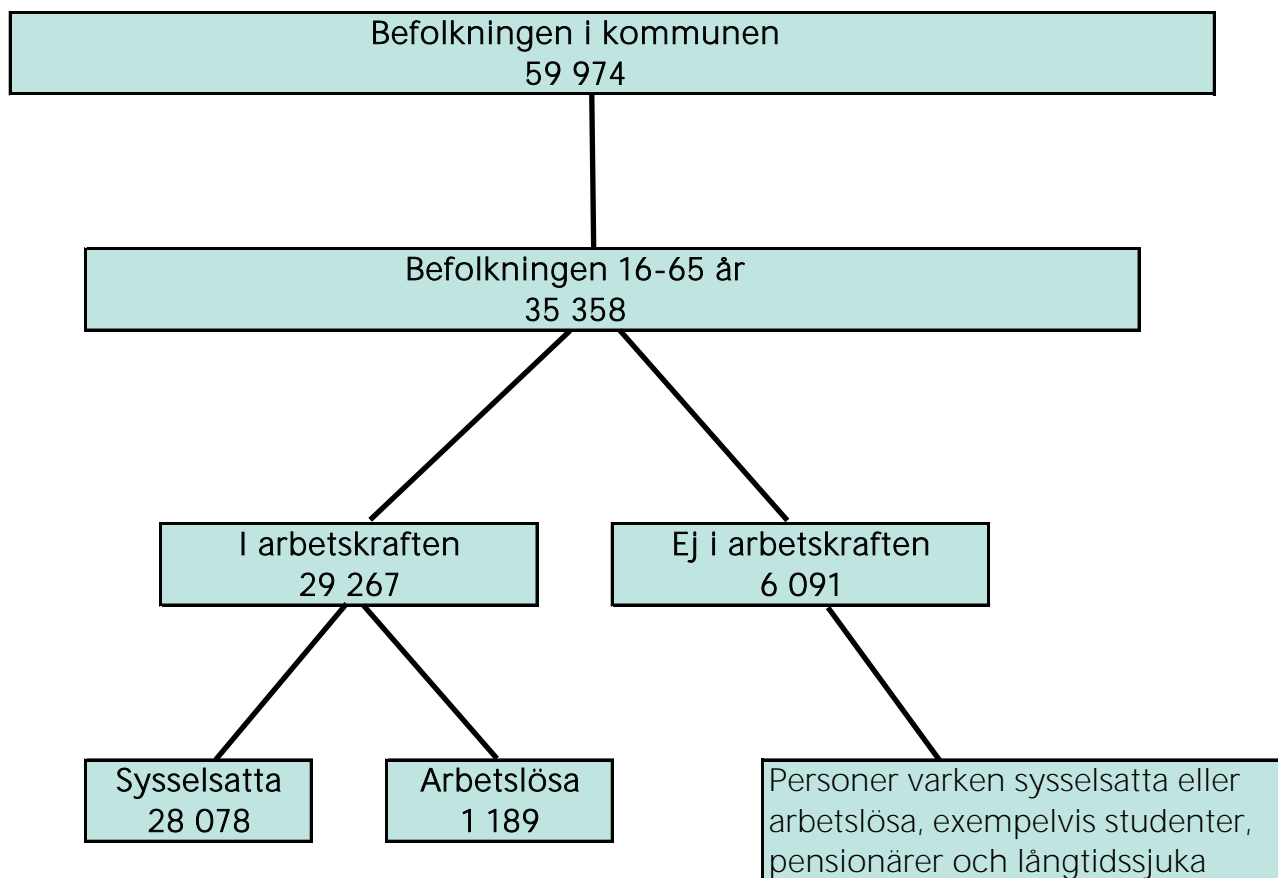 Befolkningen i kommunen
59 974
Befolkningen 16-65 år
35 358
I arbetskraften
29 267
Ej i arbetskraften
6 091
Sysselsatta
28 078
Arbetslösa
1 189
Personer varken sysselsatta eller
arbetslösa, exempelvis studenter,
pensionärer och långtidssjuka